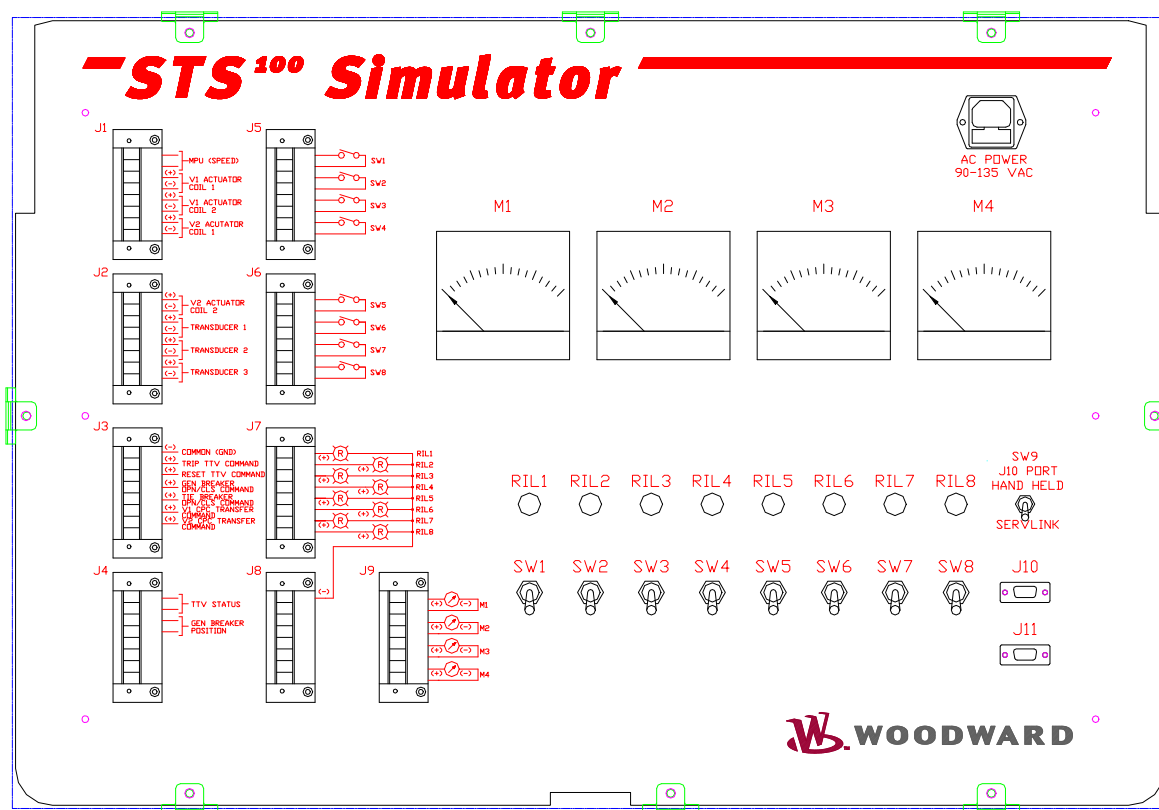 STS100 Simulator
AC POWER
90-135 VAC
J1
MPU (SPEED)
(+)
(-)
V1 ACTUATOR
COIL 1
(+)
(-)
V1 ACTUATOR
COIL 2
(+)
(-)
V2 ACUTATOR
COIL 1
J5
SW1
SW2
SW3
SW4
J2
(+)
(-)
V2 ACTUATOR
COIL 2
(+)
(-)
TRANSDUCER 1
(+)
(-)
TRANSDUCER 2
(+)
(-)
TRANSDUCER 3
J6
SW5
SW6
SW7
SW8
M1 M2 M3 M4
J3
(-) COMMON (GND)
(+) TRIP TTV COMMAND
(+) RESET TTV COMMAND
(+) GEN BREAKER
OPN/CLS COMMAND
(+) TIE BREAKER
OPN/CLS COMMAND
(+) V1 CPC TRANSFER
COMMAND
(+) V2 CPC TRANSFER
COMMAND
J7
(+) R RIL1
(+) R RIL2
(+) R RIL3
(+) R RIL4
(+) R RIL5
(+) R RIL6
(+) R RIL7
(+) R RIL8
J4
TTV STATUS
GEN BREAKER
POSITION
J8
(-)
J9
(+) (-) M1
(+) (-) M2
(+) (-) M3
(+) (-) M4
RIL1 RIL2 RIL3 RIL4 RIL5 RIL6 RIL7 RIL8
SW9
J10 PORT
HAND HELD
SERVLINK
SW1 SW2 SW3 SW4 SW5 SW6 SW7 SW8
J10
J11
W. WOODWARD